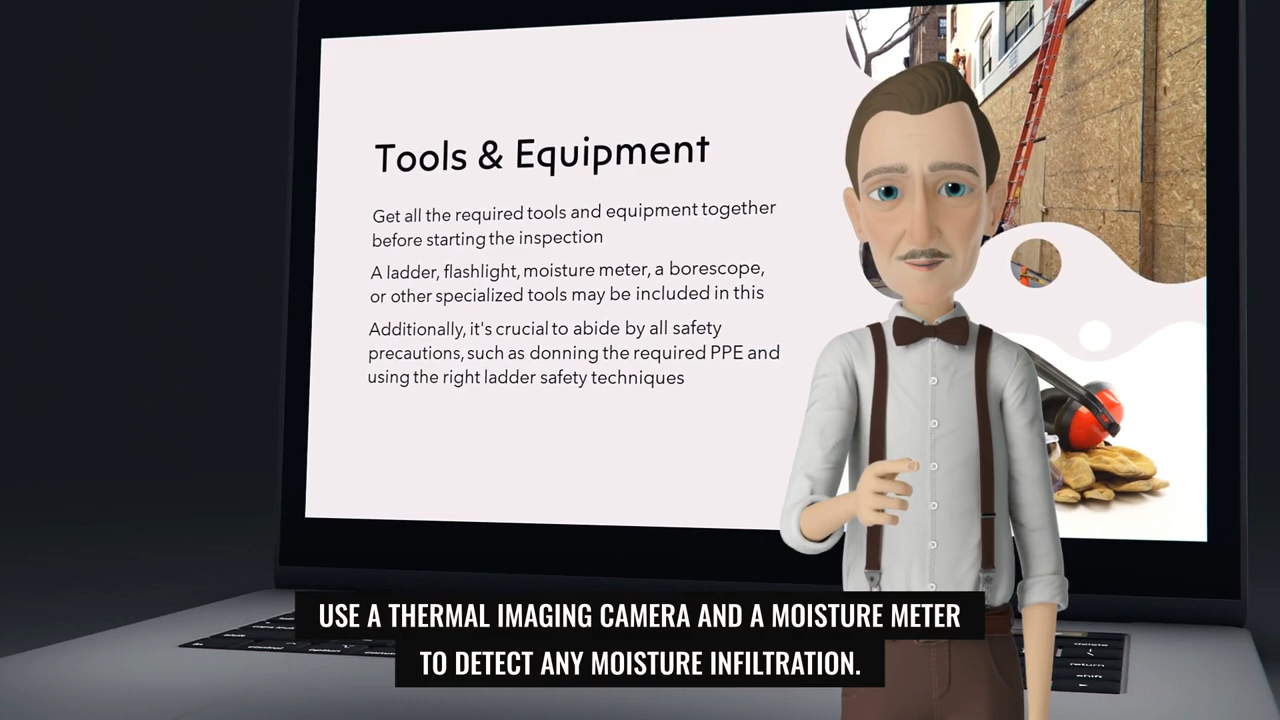 Tools & Equipment
Get all the required tools and equipment together
before starting the inspection
A ladder, flashlight, moisture meter, a borescope,
or other specialized tools may be included in this
Additionally, it's crucial to abide by all safety
precautions, such as donning the required PPE and
using the right ladder safety techniques
USE A THERMAL IMAGING CAMERA AND A MOISTURE METER
TO DETECT ANY MOISTURE INFILTRATION.
delete
return
shift